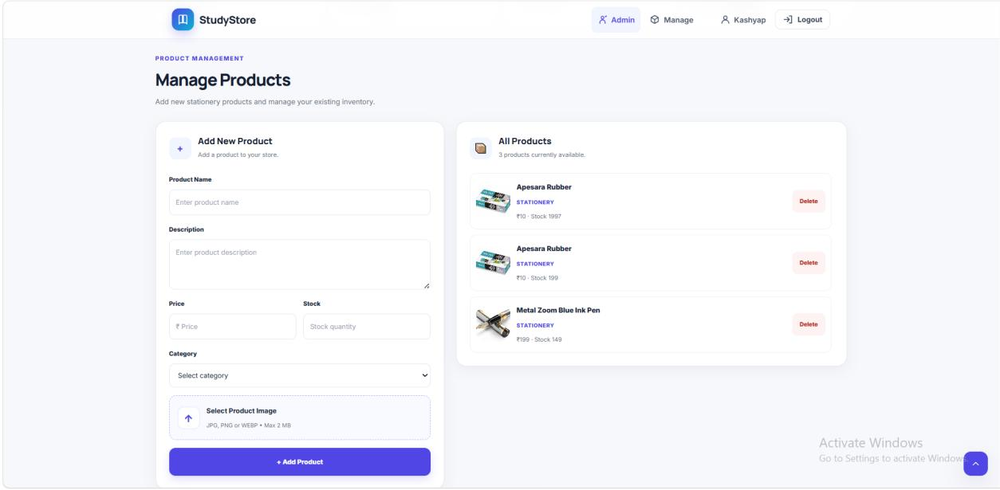 StudyStore
Admin
Manage
Kashyap
Logout
PRODUCT MANAGEMENT
Manage Products
Add new stationery products and manage your existing inventory.
+
Add New Product
Add a product to your store.
Product Name
Enter product name
Description
Enter product description
Price
Stock
₹ Price
Stock quantity
Category
Select category
Select Product Image
JPG, PNG or WEBP • Max 2 MB
+ Add Product
All Products
3 products currently available.
Apesara Rubber
STATIONERY
₹10 · Stock 1997
Delete
Apesara Rubber
STATIONERY
₹10 · Stock 199
Delete
Metal Zoom Blue Ink Pen
STATIONERY
₹199 · Stock 149
Delete
Activate Windows
Go to Settings to activate Windows.